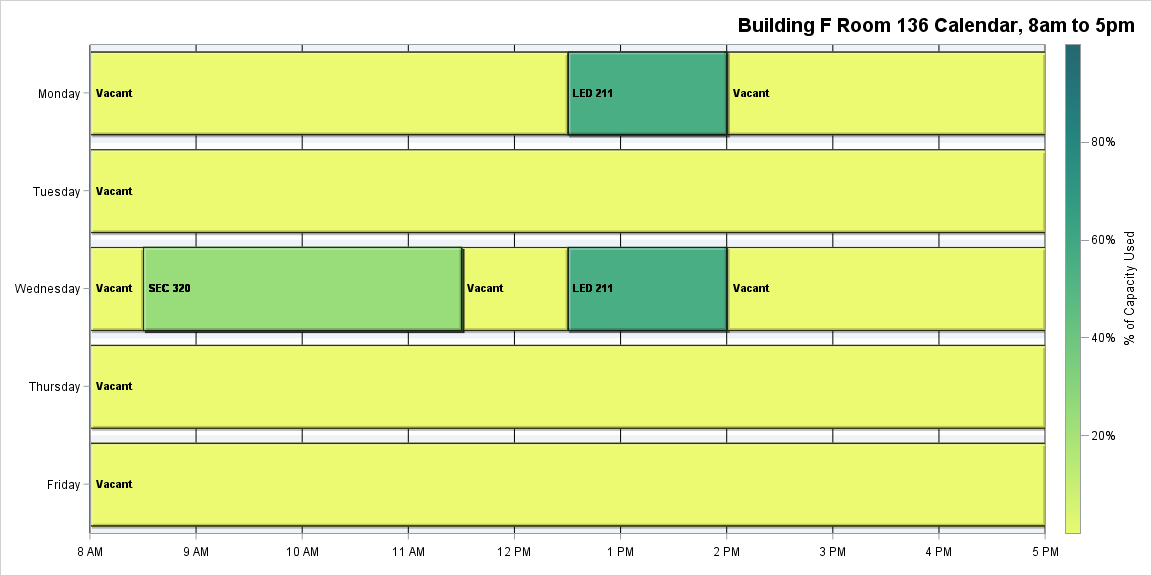 Building F Room 136 Calendar, 8am to 5pm
Monday
Vacant
LED 211
Vacant
Tuesday
Vacant
Wednesday
Vacant
SEC 320
Vacant
LED 211
Vacant
Thursday
Vacant
Friday
Vacant
8 AM
9 AM
10 AM
11 AM
12 PM
1 PM
2 PM
3 PM
4 PM
5 PM
80%
60%
40%
20%
% of Capacity Used